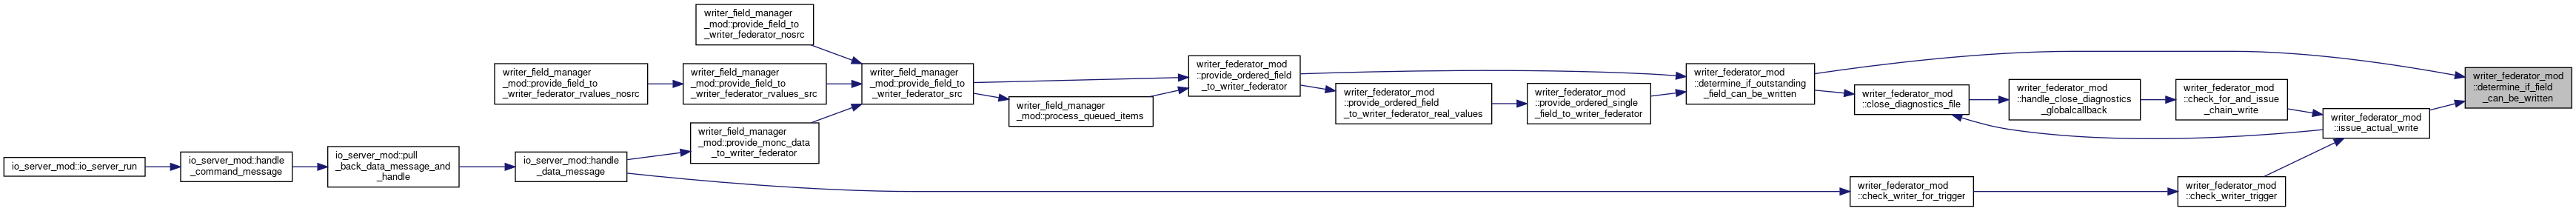 io_server_mod::io_server_run
io_server_mod::handle
_command_message
io_server_mod::pull
_back_data_message_and
_handle
writer_field_manager
_mod::provide_field_to
_writer_federator_rvalues_nosrc
io_server_mod::handle
_data_message
writer_field_manager
_mod::provide_field_to
_writer_federator_nosrc
writer_field_manager
_mod::provide_field_to
_writer_federator_rvalues_src
writer_field_manager
_mod::provide_monc_data
_to_writer_federator
writer_field_manager
_mod::provide_field_to
_writer_federator_src
writer_field_manager
_mod::process_queued_items
writer_federator_mod
::provide_ordered_field
_to_writer_federator
writer_federator_mod
::provide_ordered_field
_to_writer_federator_real_values
writer_federator_mod
::provide_ordered_single
_field_to_writer_federator
writer_federator_mod
::determine_if_outstanding
_field_can_be_written
writer_federator_mod
::close_diagnostics_file
writer_federator_mod
::check_writer_for_trigger
writer_federator_mod
::handle_close_diagnostics
_globalcallback
writer_federator_mod
::check_for_and_issue
_chain_write
writer_federator_mod
::check_writer_trigger
writer_federator_mod
::issue_actual_write
writer_federator_mod
::determine_if_field
_can_be_written